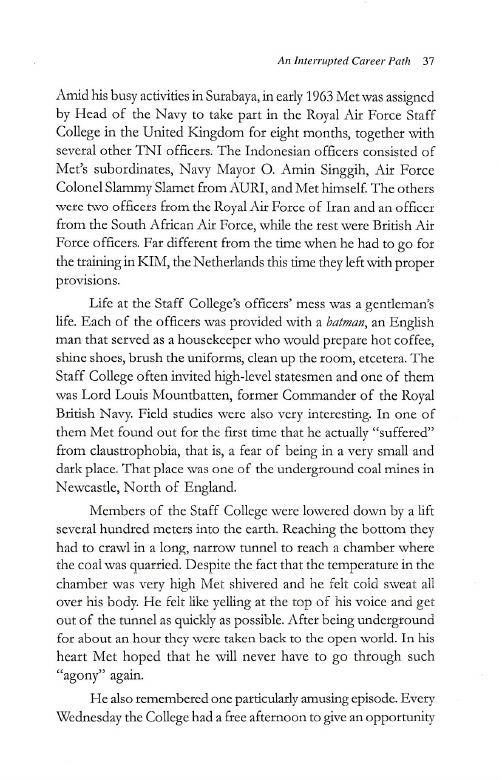 An Interrupted Career Path 37
Amid his busy activities in Surabaya, in early 1963 Met was assigned
by Head of the Navy to take part in the Royal Air Force Staff
College in the United Kingdom for eight months, together with
several other TNI officers. The Indonesian officers consisted of
Met's subordinates, Navy Mayor O. Amin Singgih, Air Force
Colonel Slammy Slamet from AURI, and Met himself. The others
were two officers from the Royal Air Force of Iran and an officer
from the South African Air Force, while the rest were British Air
Force officers. Far different from the time when he had to go for
the training in KIM, the Netherlands this time they left with proper
provisions.
Life at the Staff College's officers' mess was a gentleman's
life. Each of the officers was provided with a batman, an English
man that served as a housekeeper who would prepare hot coffee,
shine shoes, brush the uniforms, clean up the room, etcetera. The
Staff College often invited high-level statesmen and one of them
was Lord Louis Mountbatten, former Commander of the Royal
British Navy. Field studies were also very interesting. In one of
them Met found out for the first time that he actually "suffered"
from claustrophobia, that is, a fear of being in a very small and
dark place. That place was one of the underground coal mines in
Newcastle, North of England.
Members of the Staff College were lowered down by a lift
several hundred meters into the earth. Reaching the bottom they
had to crawl in a long, narrow tunnel to reach a chamber where
the coal was quarried. Despite the fact that the temperature in the
chamber was very high Met shivered and he felt cold sweat all
over his body. He felt like yelling at the top of his voice and get
out of the tunnel as quickly as possible. After being underground
for about an hour they were taken back to the open world. In his
heart Met hoped that he will never have to go through such
"agony" again.
He also remembered one particularly amusing episode. Every
Wednesday the College had a free afternoon to give an opportunity